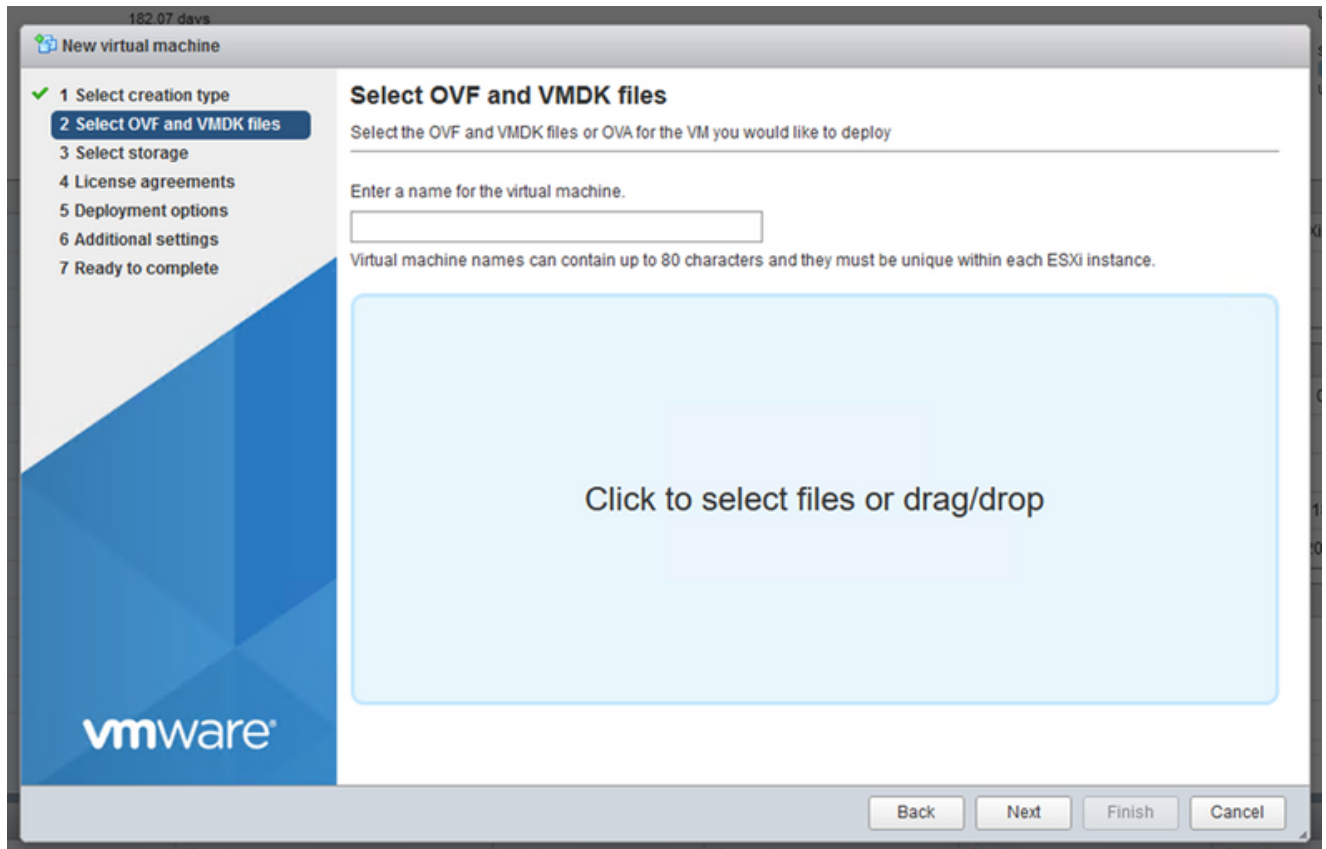 182.07 days
New virtual machine
1 Select creation type
2 Select OVF and VMDK files
3 Select storage
4 License agreements
5 Deployment options
6 Additional settings
7 Ready to complete
Select OVF and VMDK files
Select the OVF and VMDK files or OVA for the VM you would like to deploy
Enter a name for the virtual machine.
Virtual machine names can contain up to 80 characters and they must be unique within each ESXi instance.
Click to select files or drag/drop
vmware®
Back
Next
Finish
Cancel